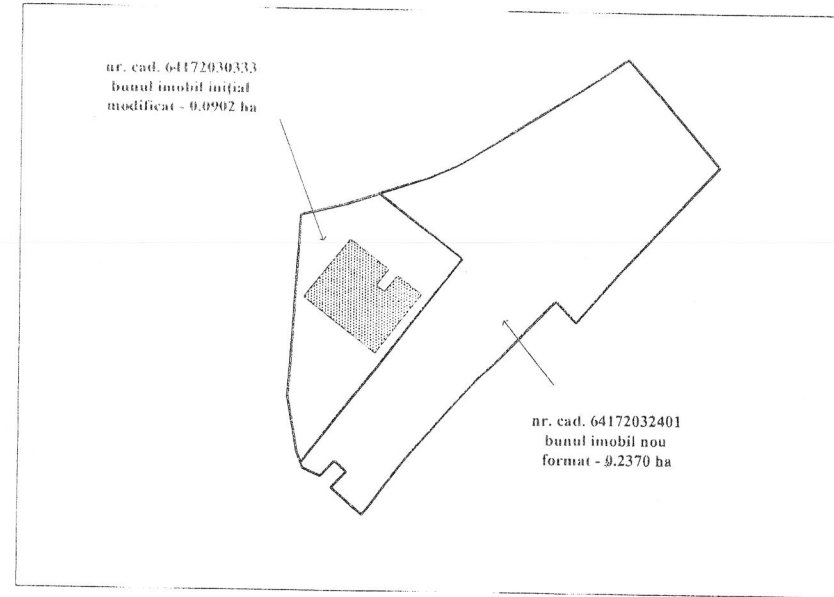 nr. cad. 64172030333
bunul imobil inițial
modificat - 0.0902 ha
nr. cad. 64172032401
bunul imobil nou
format - 0.2370 ha